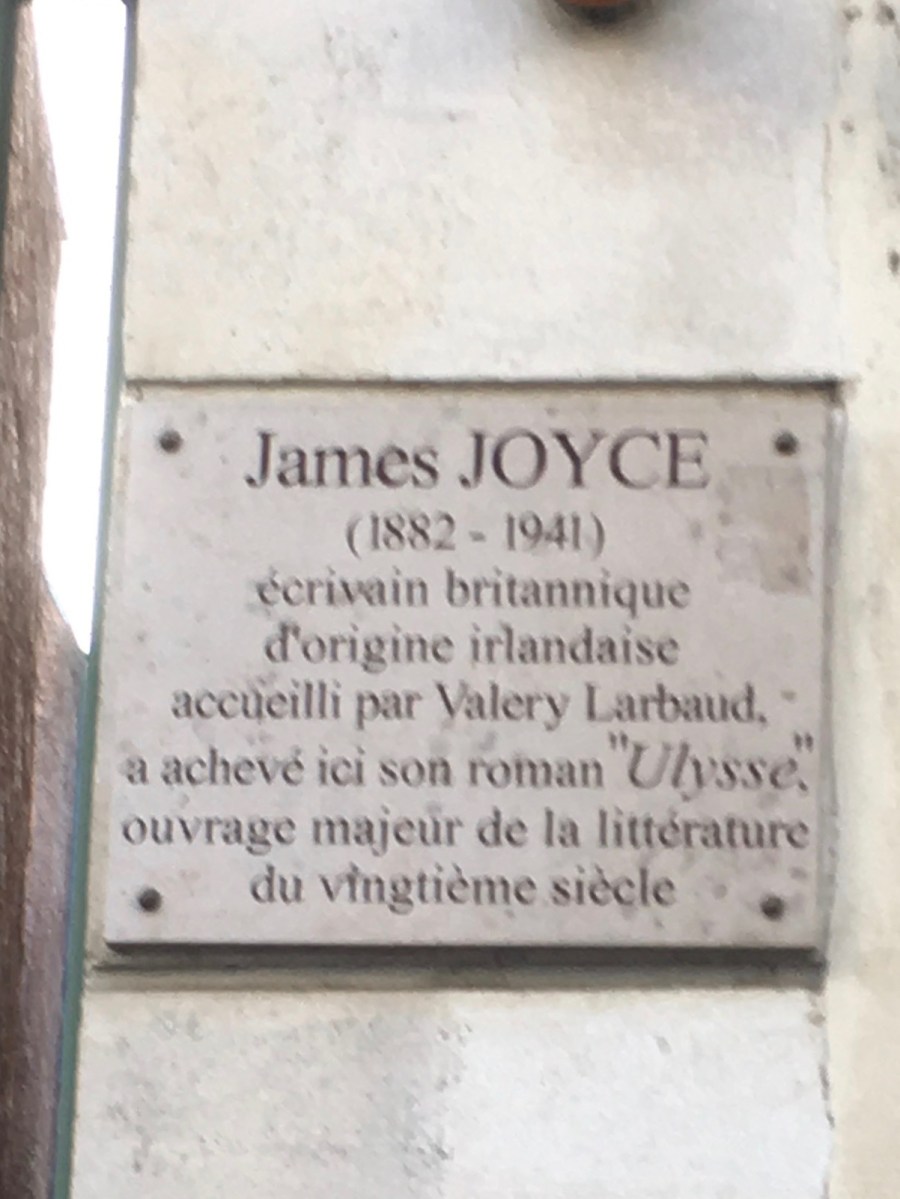 James JOYCE
(1882 - 1941)
écrivain britannique
d'origine irlandaise
accueilli par Valery Larbaud,
a achevé ici son roman "Ulysse",
ouvrage majeur de la littérature
du vingtième siècle